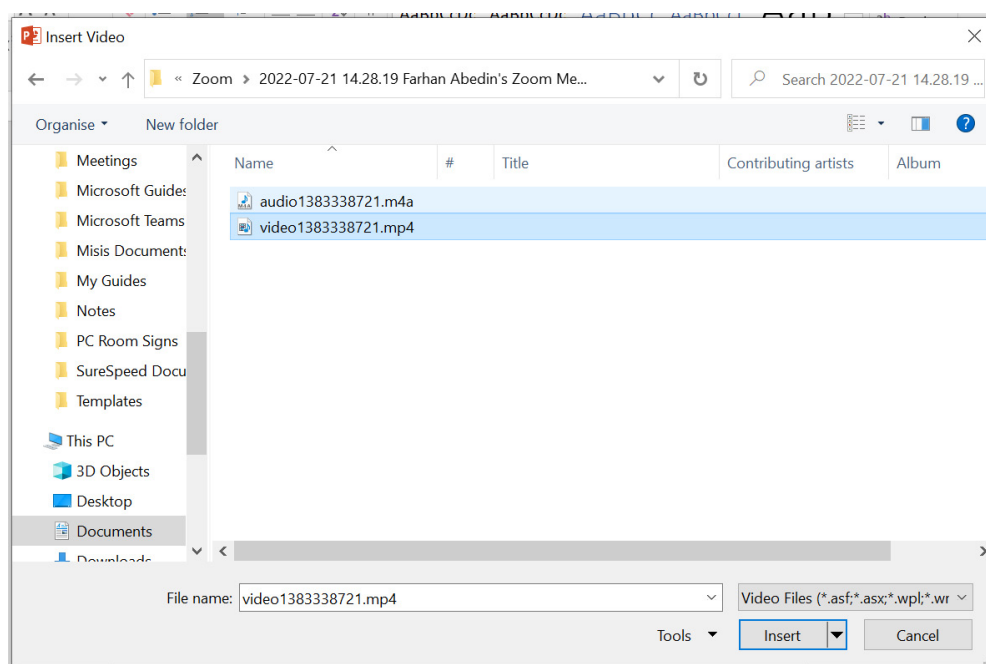 Insert Video
« Zoom > 2022-07-21 14.28.19 Farhan Abedin's Zoom Me...
Search 2022-07-21 14.28.19 ...
Organise
New folder
Name
#
Title
Contributing artists
Album
Meetings
Microsoft Guides
Microsoft Teams
Misis Documents
My Guides
Notes
PC Room Signs
SureSpeed Docu
Templates
This PC
3D Objects
Desktop
Documents
Downloads
audio1383338721.m4a
video1383338721.mp4
File name: video1383338721.mp4
Video Files (*.asf;*.asx;*.wpl;*.wr
Tools
Insert
Cancel